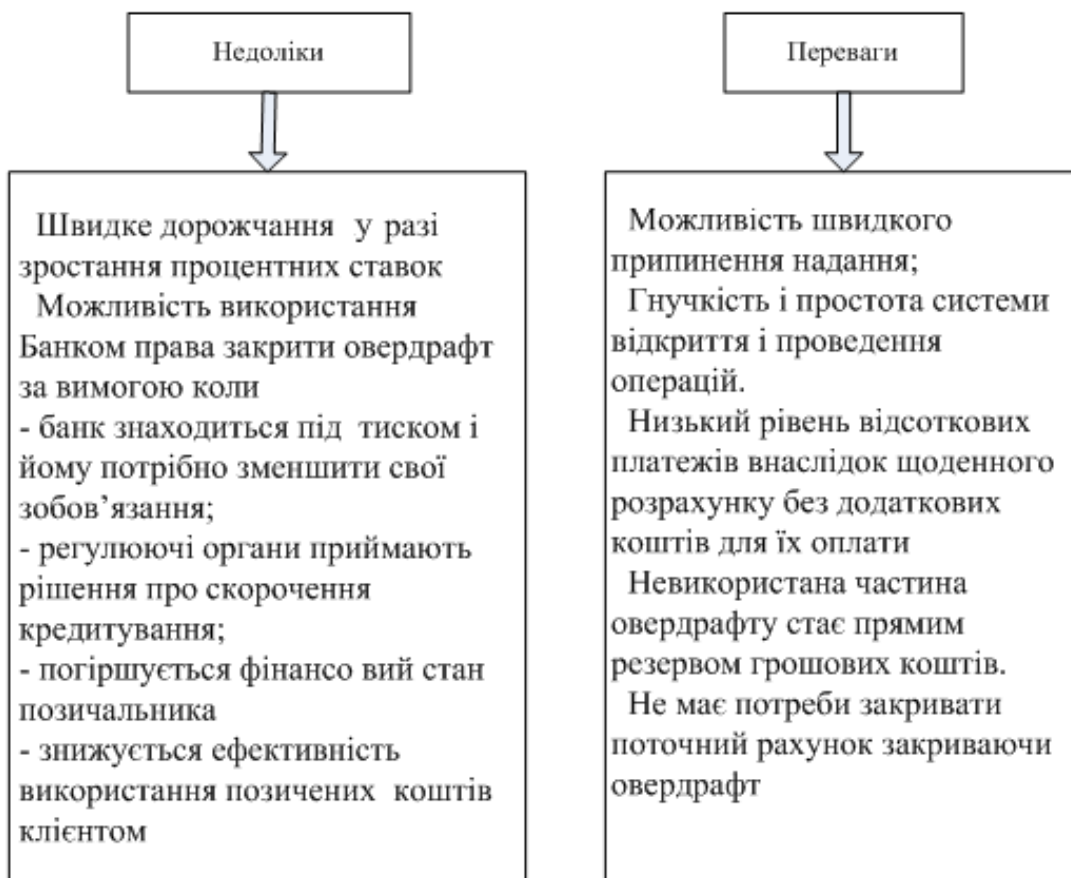 Недоліки
Швидке дорожчання у разі
зростання процентних ставок
Можливість використання
Банком права закрити овердрафт
за вимогою коли
- банк знаходиться під тиском і
йому потрібно зменшити свої
зобов’язання;
- регулюючі органи приймають
рішення про скорочення
кредитування;
- погіршується фінансо вий стан
позичальника
- знижується ефективність
використання позичених коштів
клієнтом
Переваги
Можливість швидкого
припинення надання;
Гнучкість і простота системи
відкриття і проведення
операцій.
Низький рівень відсоткових
платежів внаслідок щоденного
розрахунку без додаткових
коштів для їх оплати
Невикористана частина
овердрафту стає прямим
резервом грошових коштів.
Не має потреби закривати
поточний рахунок закриваючи
овердрафт